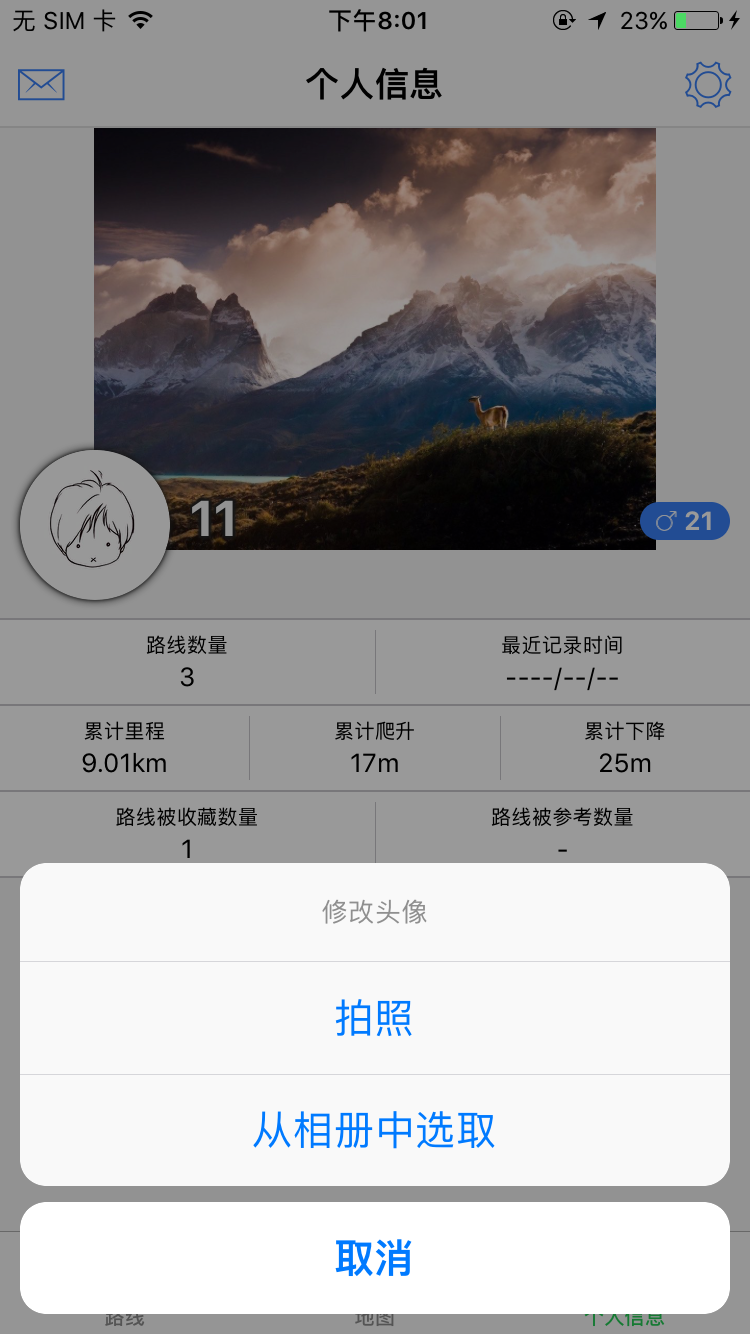 无 SIM 卡 下午8:01 23%
个人信息
11
♂ 21
路线数量 最近记录时间
3 ----/--/--
累计里程 累计爬升 累计下降
9.01km 17m 25m
路线被收藏数量 路线被参考数量
1 -
修改头像
拍照
从相册中选取
取消
路线 地图 个人信息